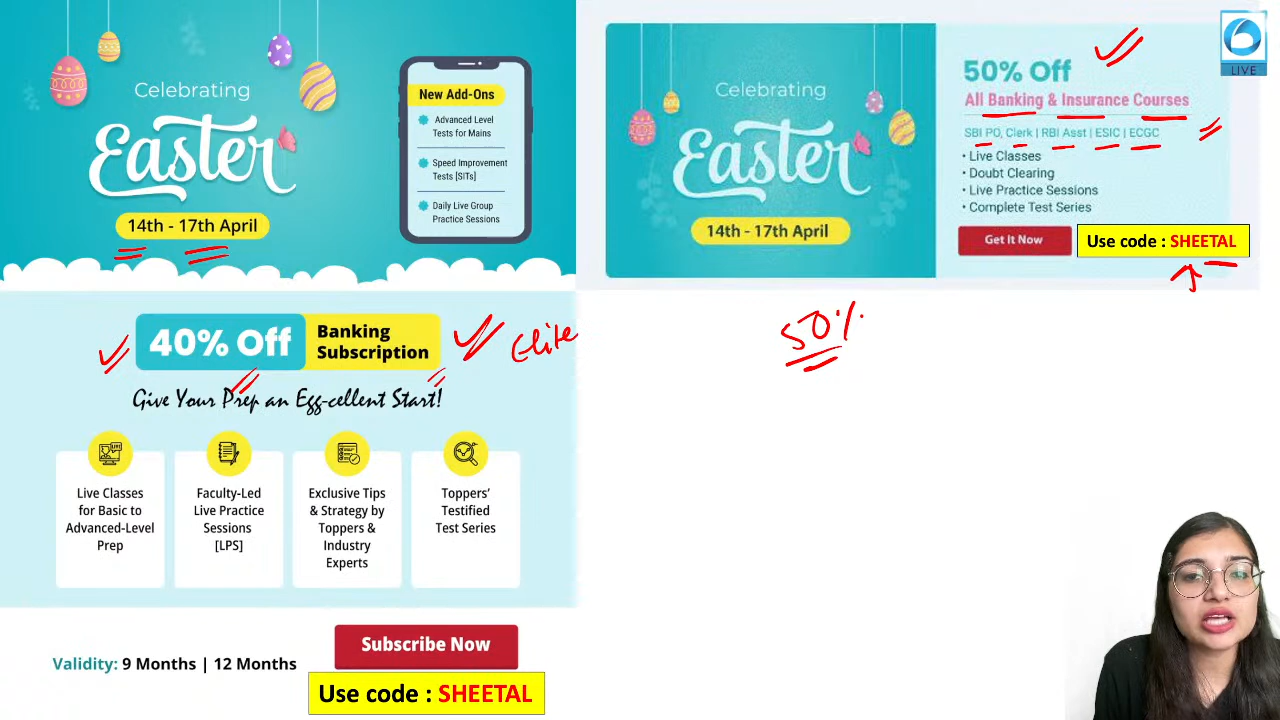 Celebrating
Easter
14th - 17th April
New Add-Ons
Advanced Level
Tests for Mains
Speed Improvement
Tests [SITs]
Daily Live Group
Practice Sessions
Celebrating
Easter
14th - 17th April
50% Off
All Banking & Insurance Courses
SBI PO, Clerk | RBI Asst | ESIC | ECGC
• Live Classes
• Doubt Clearing
• Live Practice Sessions
• Complete Test Series
Get It Now
Use code : SHEETAL
LIVE
40% Off
Banking
Subscription
Elite
50%
Give Your Prep an Egg-cellent Start!
Live Classes
for Basic to
Advanced-Level
Prep
Faculty-Led
Live Practice
Sessions
[LPS]
Exclusive Tips
& Strategy by
Toppers &
Industry
Experts
Toppers'
Testified
Test Series
Validity: 9 Months | 12 Months
Subscribe Now
Use code : SHEETAL